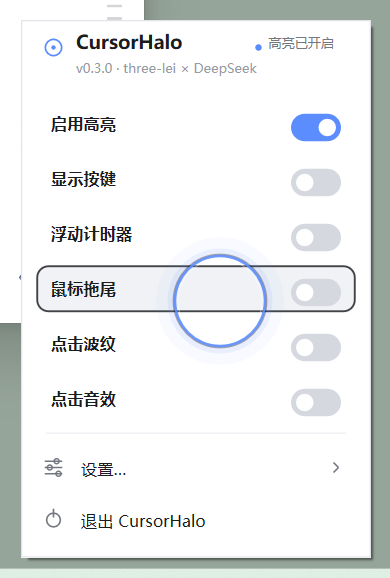 CursorHalo
高亮已开启
v0.3.0 · three-lei × DeepSeek
启用高亮
显示按键
浮动计时器
鼠标拖尾
点击波纹
点击音效
设置...
退出 CursorHalo